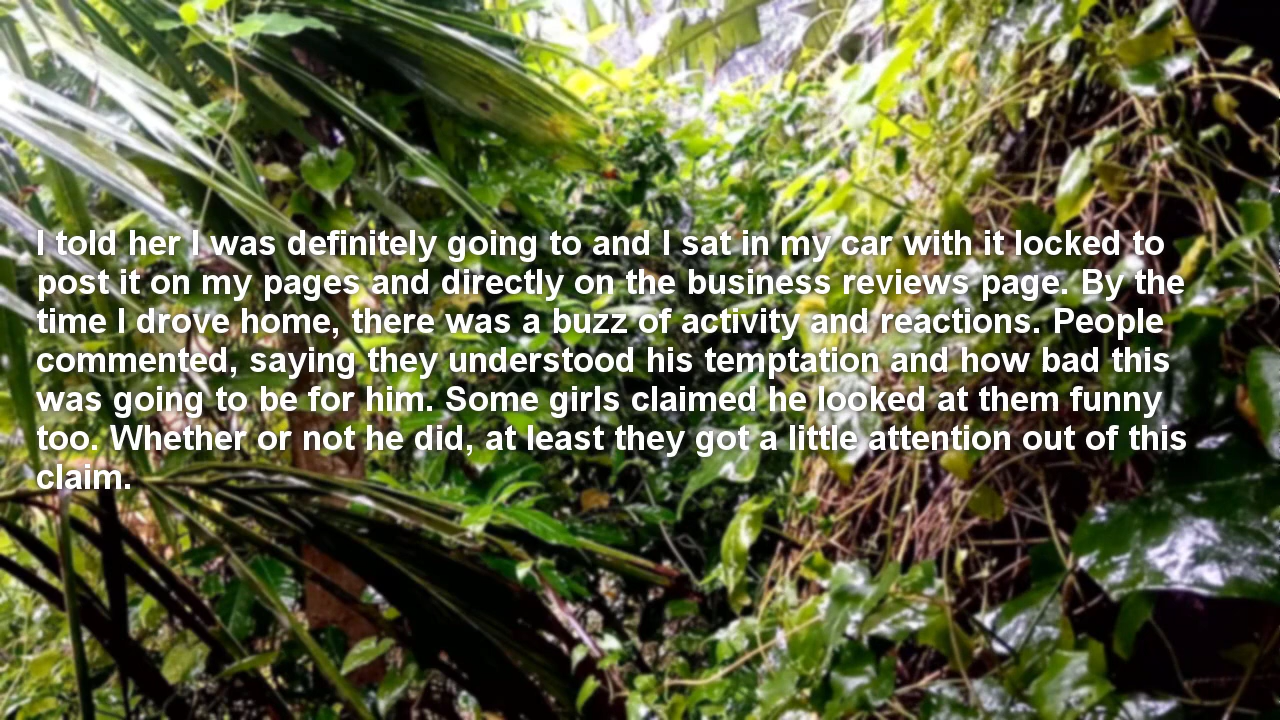 I told her I was definitely going to and I sat in my car with it locked to
post it on my pages and directly on the business reviews page. By the
time I drove home, there was a buzz of activity and reactions. People
commented, saying they understood his temptation and how bad this
was going to be for him. Some girls claimed he looked at them funny
too. Whether or not he did, at least they got a little attention out of this
claim.